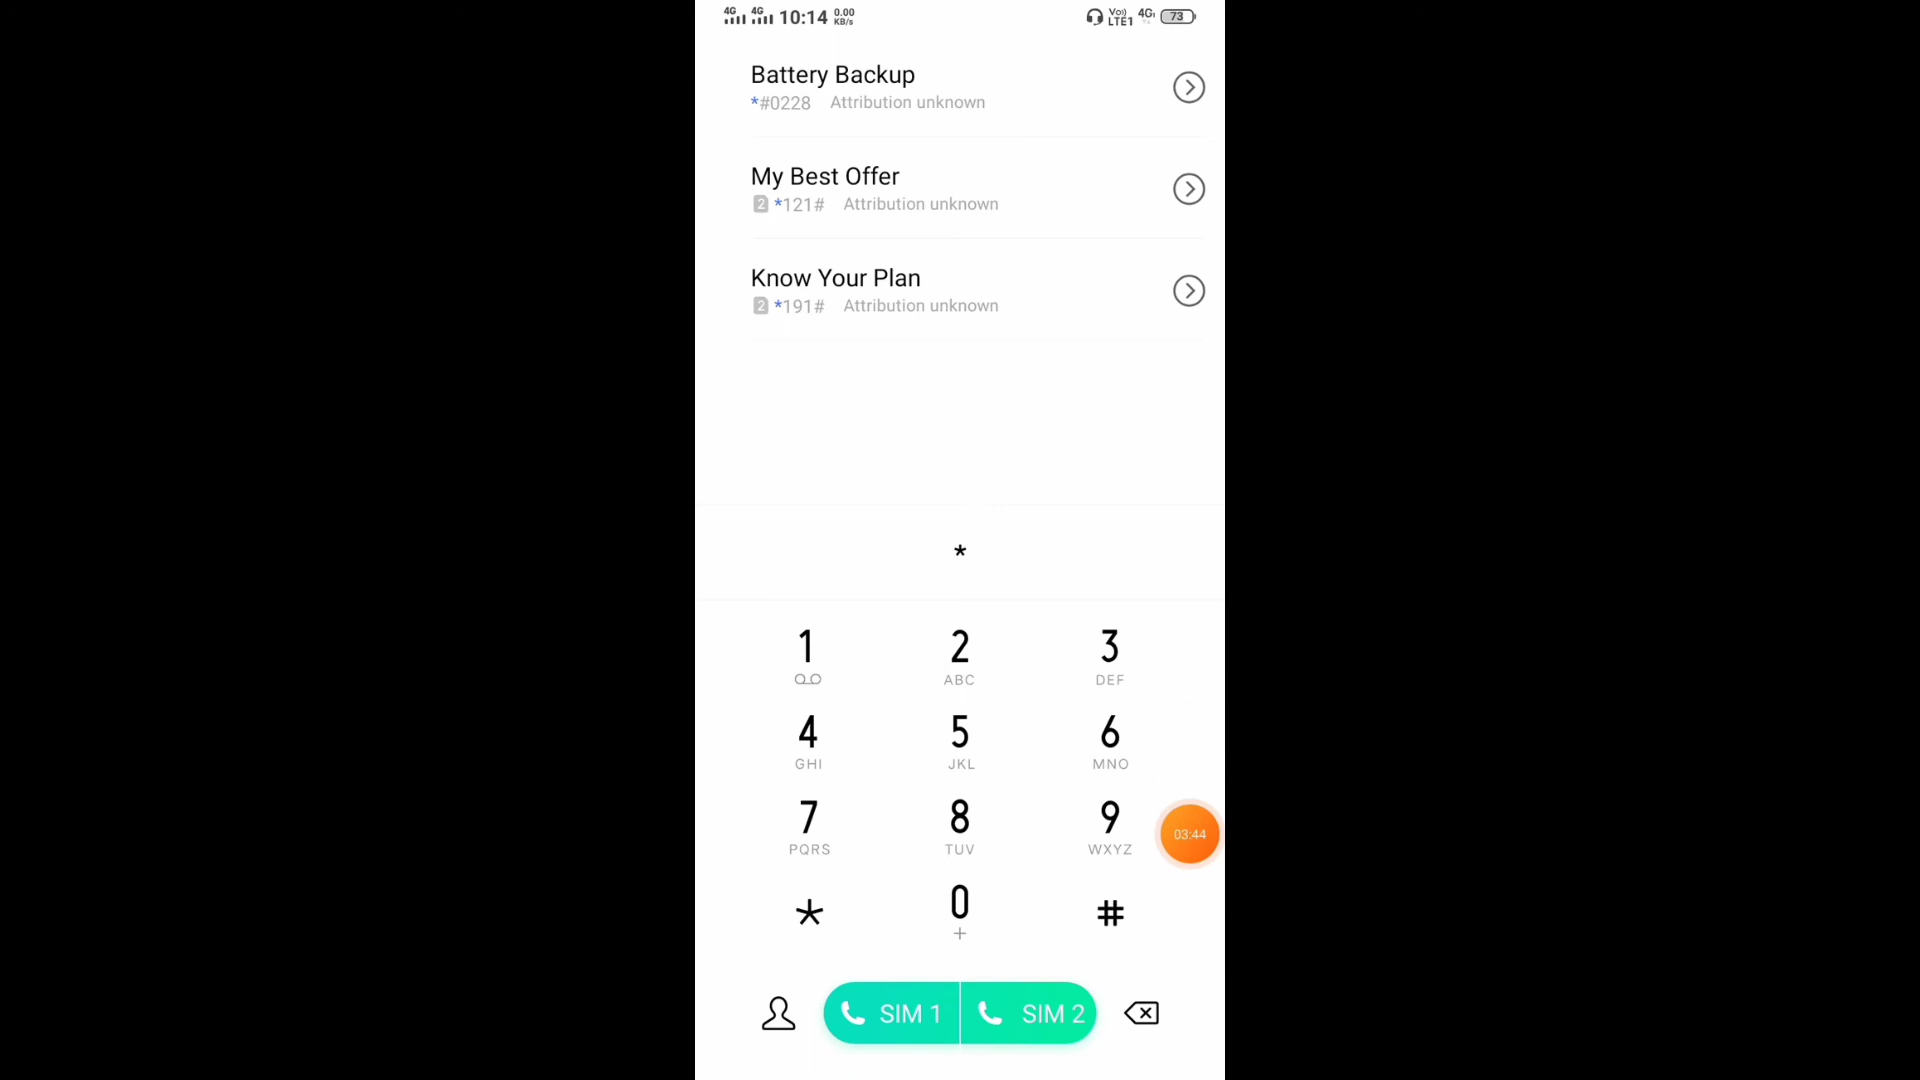 4G 4G 10:14 0.00 KB/s Vo)) LTE1 4G 73
Battery Backup
*#0228 Attribution unknown
My Best Offer
2 *121# Attribution unknown
Know Your Plan
2 *191# Attribution unknown
*
1 2 3
ABC DEF
4 5 6
GHI JKL MNO
7 8 9
PQRS TUV WXYZ
03:44
* 0 #
+
SIM 1 SIM 2